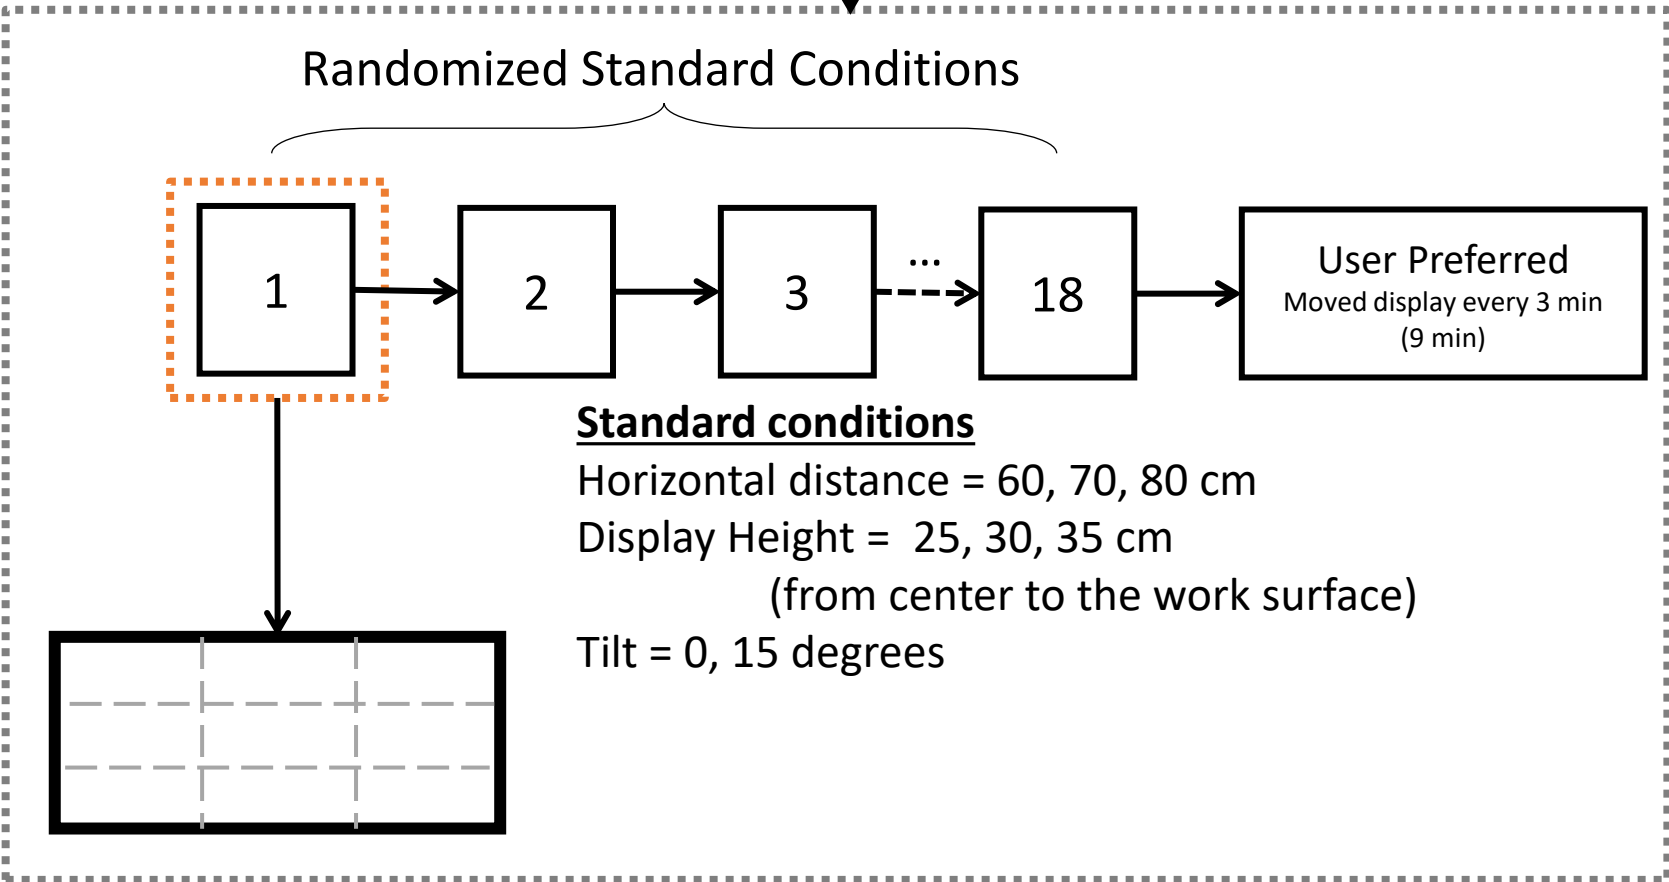 Randomized Standard Conditions
1
2
3
...
18
User Preferred
Moved display every 3 min
(9 min)
Standard conditions
Horizontal distance = 60, 70, 80 cm
Display Height =  25, 30, 35 cm
(from center to the work surface)
Tilt = 0, 15 degrees